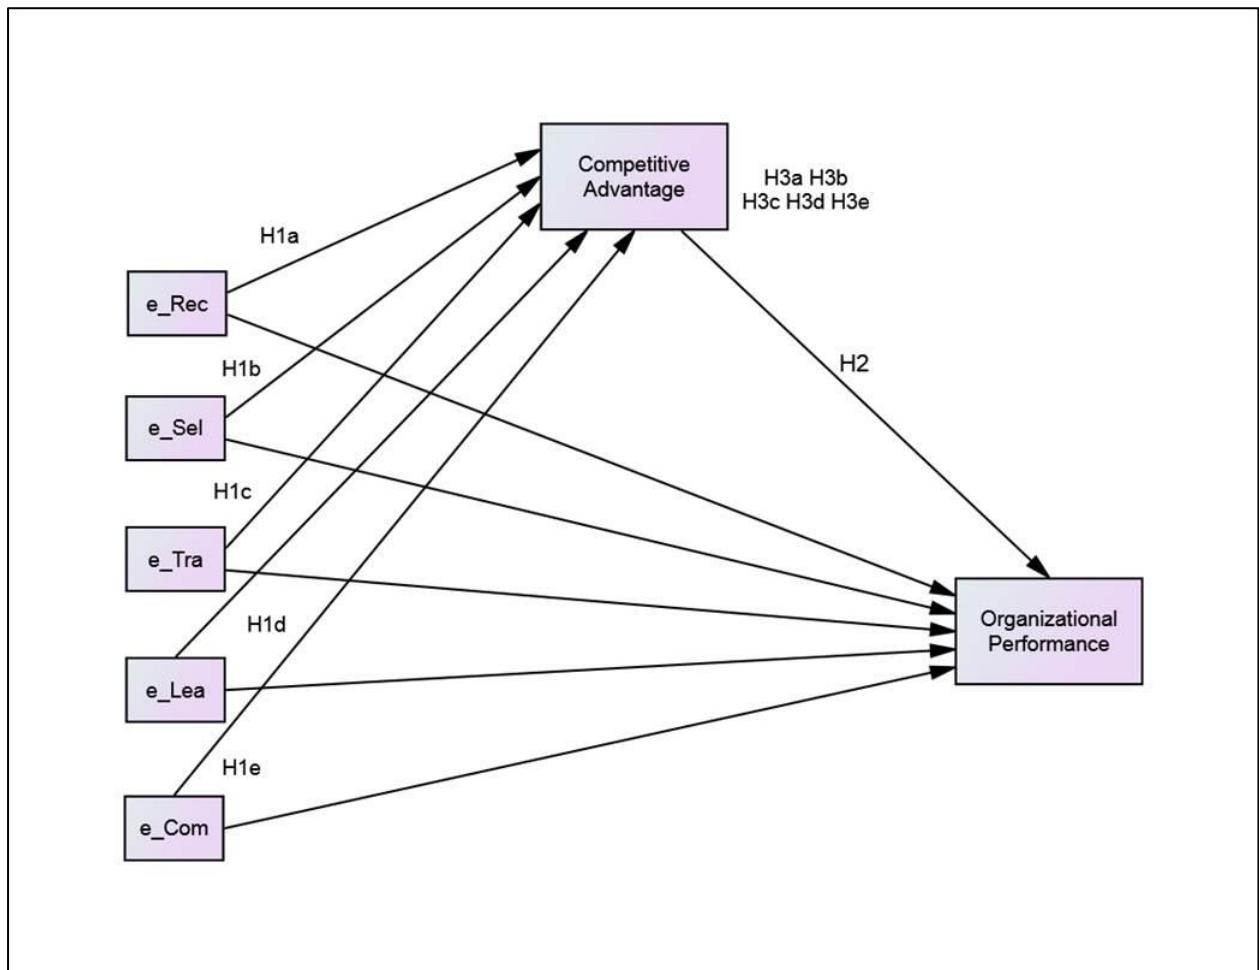 Competitive
Advantage
H3a H3b
H3c H3d H3e
H1a
e_Rec
H1b
H2
e_Sel
H1c
e_Tra
Organizational
Performance
H1d
e_Lea
H1e
e_Com